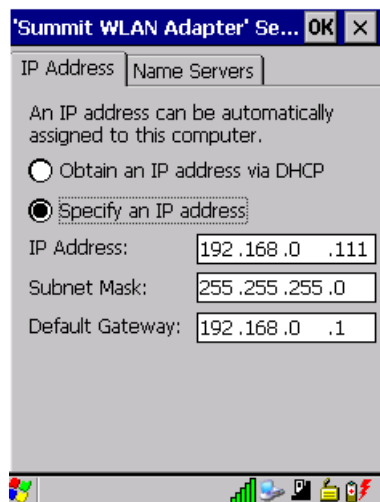 'Summit WLAN Adapter' Se... OK ×
IP Address Name Servers
An IP address can be automatically
assigned to this computer.
Obtain an IP address via DHCP
Specify an IP address
IP Address: 192 .168 .0 .111
Subnet Mask: 255 .255 .255 .0
Default Gateway: 192 .168 .0 .1